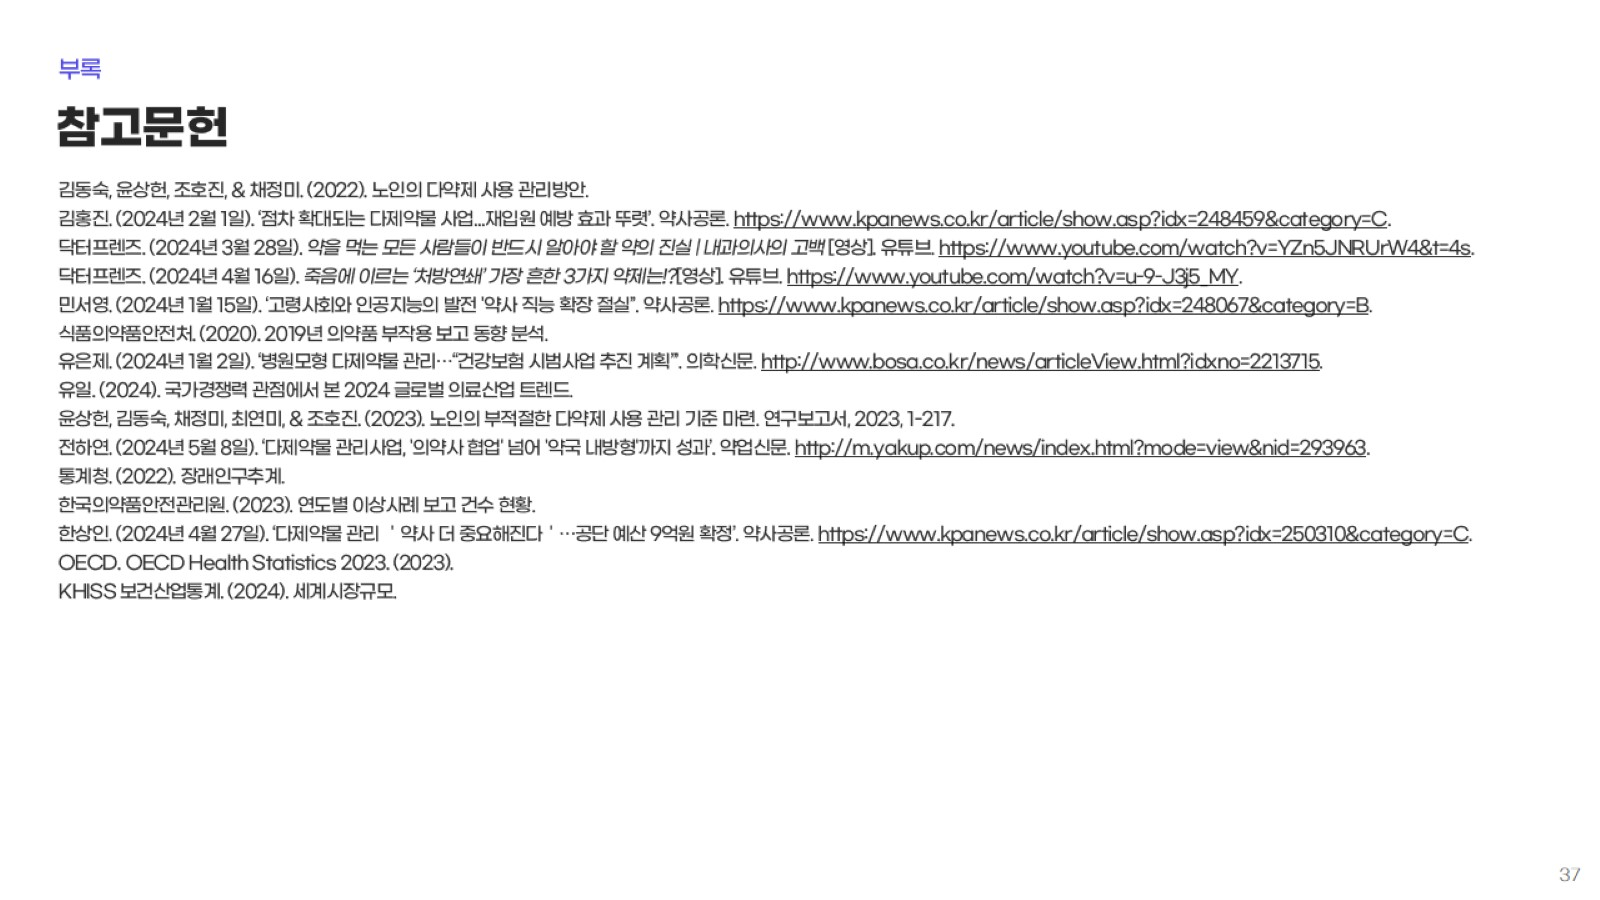 부록
참고문헌
김동숙, 윤상헌, 조호진, & 채정미. (2022). 노인의 다약제 사용 관리방안.
김홍진. (2024년 2월 1일). ‘점차 확대되는 다제약물 사업...재입원 예방 효과 뚜렷’. 약사공론. https://www.kpanews.co.kr/article/show.asp?idx=248459&category=C.
닥터프렌즈. (2024년 3월 28일). 약을 먹는 모든 사람들이 반드시 알아야 할 약의 진실 | 내과의사의 고백 [영상]. 유튜브. https://www.youtube.com/watch?v=YZn5JNRUrW4&t=4s.
닥터프렌즈. (2024년 4월 16일). 죽음에 이르는 ‘처방연쇄’ 가장 흔한 3가지 약제는!?[영상]. 유튜브. https://www.youtube.com/watch?v=u-9-J3j5_MY.
민서영. (2024년 1월 15일). ‘고령사회와 인공지능의 발전 '약사 직능 확장 절실''. 약사공론. https://www.kpanews.co.kr/article/show.asp?idx=248067&category=B.
식품의약품안전처. (2020). 2019년 의약품 부작용 보고 동향 분석.
유은제. (2024년 1월 2일). ‘병원모형 다제약물 관리…“건강보험 시범사업 추진 계획”’. 의학신문. http://www.bosa.co.kr/news/articleView.html?idxno=2213715.
유일. (2024). 국가경쟁력 관점에서 본 2024 글로벌 의료산업 트렌드.
윤상헌, 김동숙, 채정미, 최연미, & 조호진. (2023). 노인의 부적절한 다약제 사용 관리 기준 마련. 연구보고서, 2023, 1-217.
전하연. (2024년 5월 8일). ‘다제약물 관리사업, '의약사 협업' 넘어 '약국 내방형'까지 성과’. 약업신문. http://m.yakup.com/news/index.html?mode=view&nid=293963.
통계청. (2022). 장래인구추계.
한국의약품안전관리원. (2023). 연도별 이상사례 보고 건수 현황.
한상인. (2024년 4월 27일). ‘다제약물 관리 ＇약사 더 중요해진다＇…공단 예산 9억원 확정’. 약사공론. https://www.kpanews.co.kr/article/show.asp?idx=250310&category=C.
OECD. OECD Health Statistics 2023. (2023).
KHISS 보건산업통계. (2024). 세계시장규모.
37